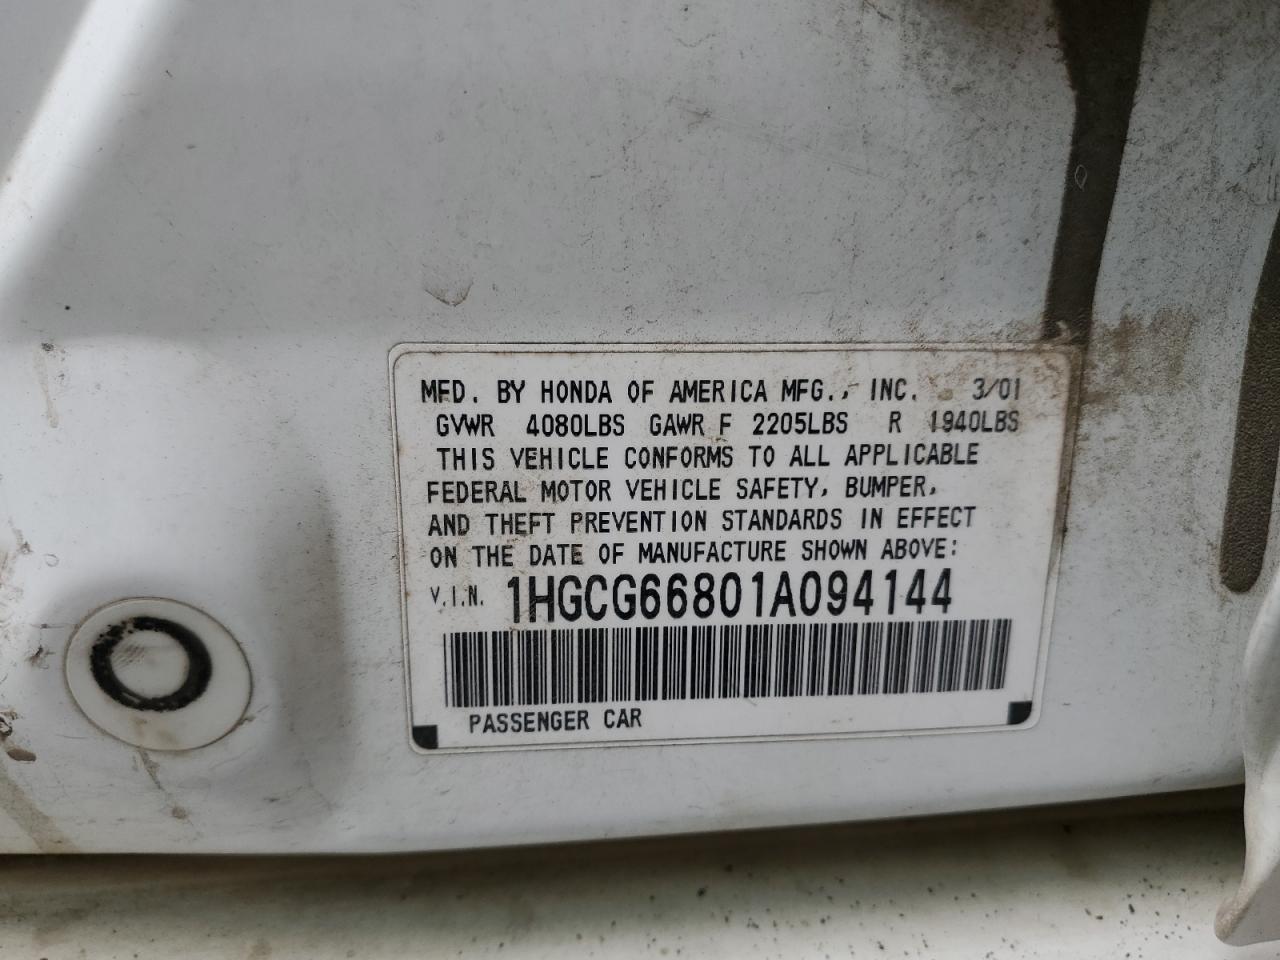 MFD. BY HONDA OF AMERICA MFG., INC. 3/01
GVWR 4080LBS GAWR F 2205LBS R 1940LBS
THIS VEHICLE CONFORMS TO ALL APPLICABLE
FEDERAL MOTOR VEHICLE SAFETY, BUMPER,
AND THEFT PREVENTION STANDARDS IN EFFECT
ON THE DATE OF MANUFACTURE SHOWN ABOVE:
V.I.N. 1HGCG66801A094144
PASSENGER CAR